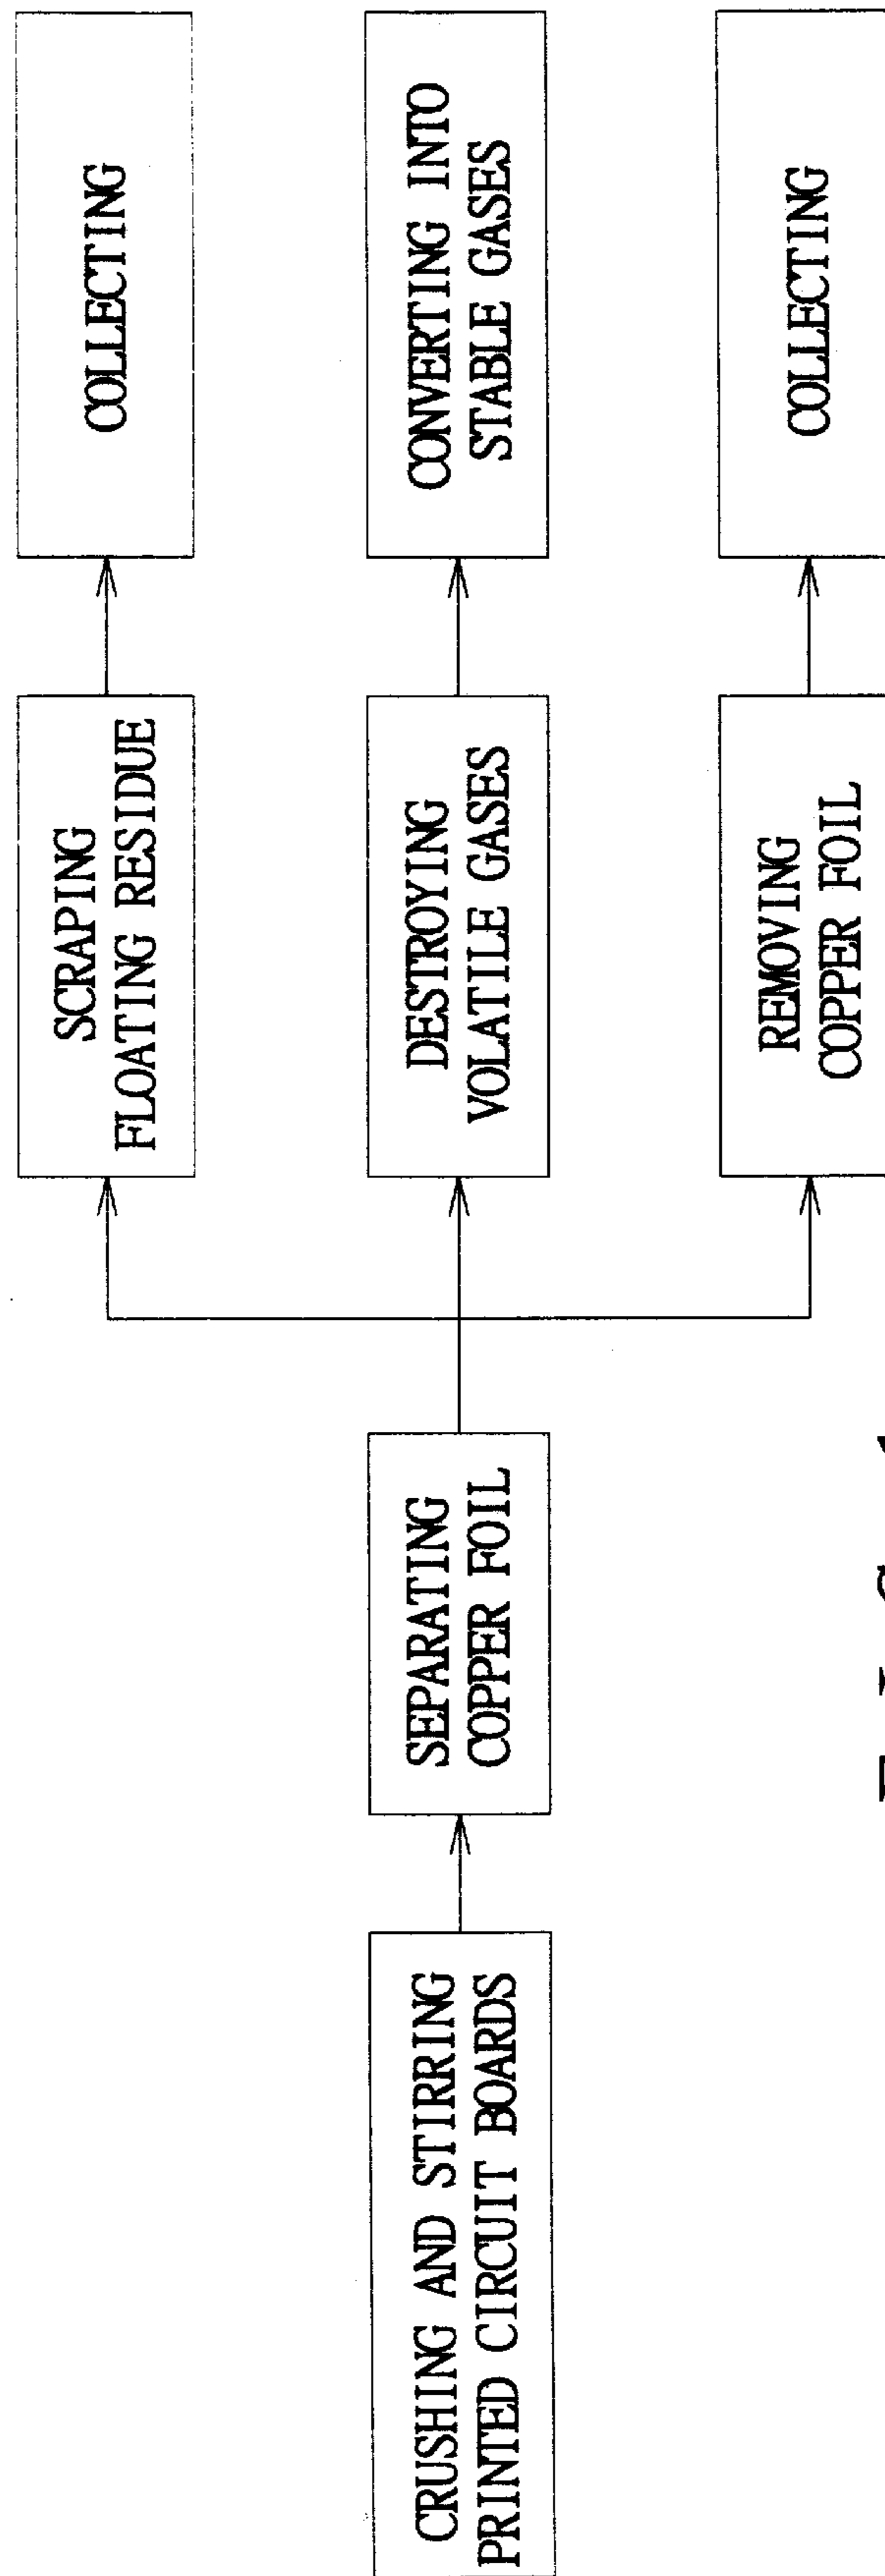 CRUSHING AND STIRRING
PRINTED CIRCUIT BOARDS
SEPARATING
COPPER FOIL
SCRAPING
FLOATING RESIDUE
COLLECTING
DESTROYING
VOLATILE GASES
CONVERTING INTO
STABLE GASES
REMOVING
COPPER FOIL
COLLECTING